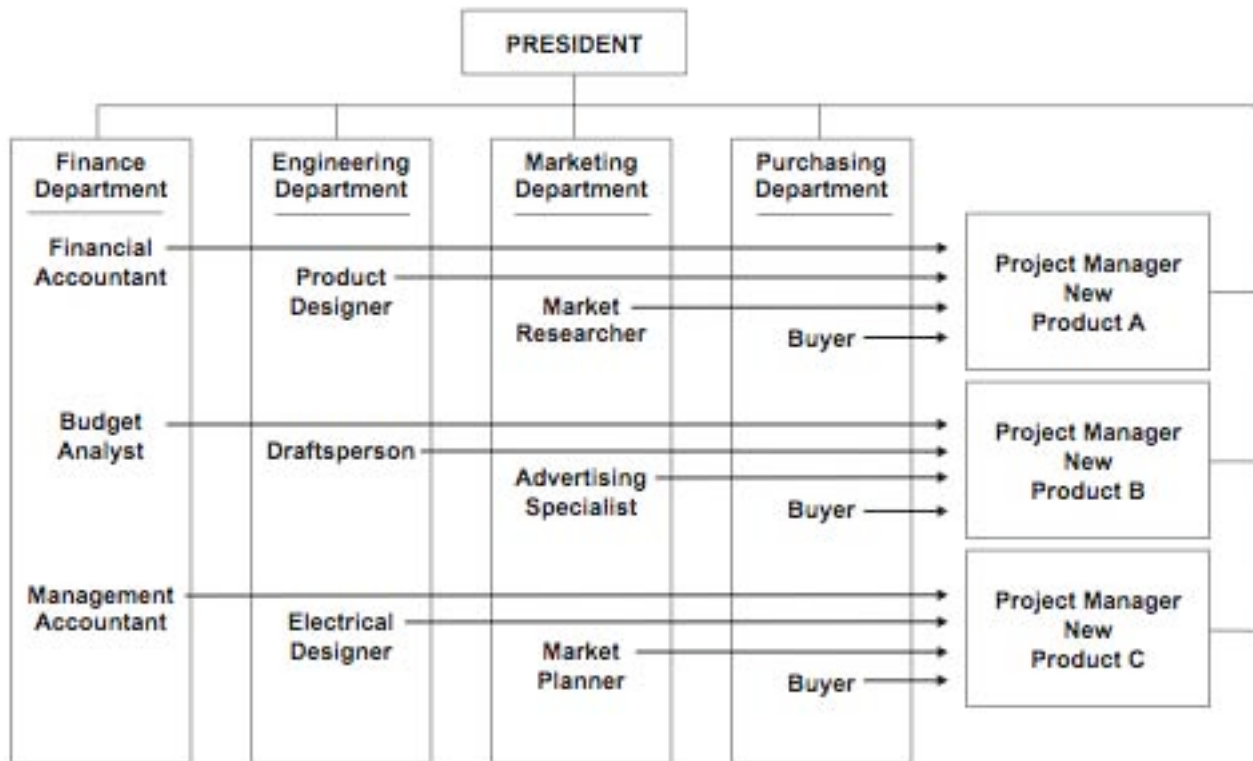 PRESIDENT
Finance
Department
Engineering
Department
Marketing
Department
Purchasing
Department
Financial
Accountant
Product
Designer
Market
Researcher
Buyer
Project Manager
New
Product A
Budget
Analyst
Draftsperson
Advertising
Specialist
Buyer
Project Manager
New
Product B
Management
Accountant
Electrical
Designer
Market
Planner
Buyer
Project Manager
New
Product C